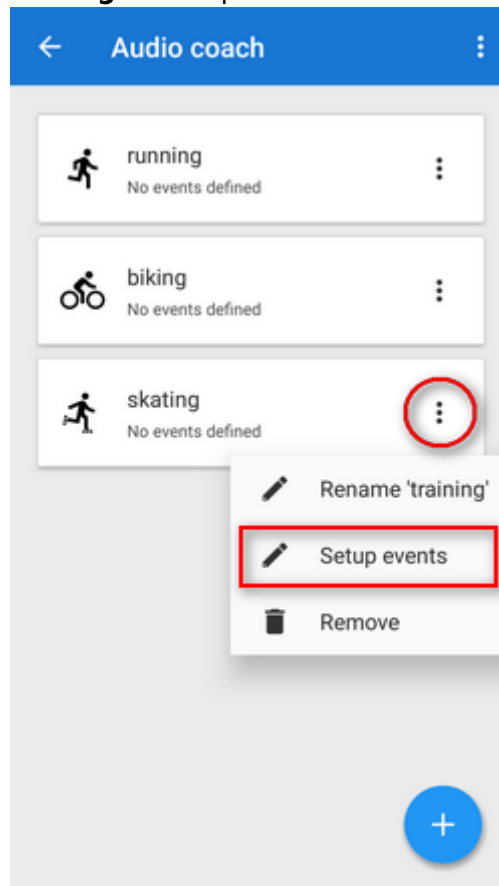 Audio coach
running
No events defined
biking
No events defined
skating
No events defined
Rename 'training'
Setup events
Remove